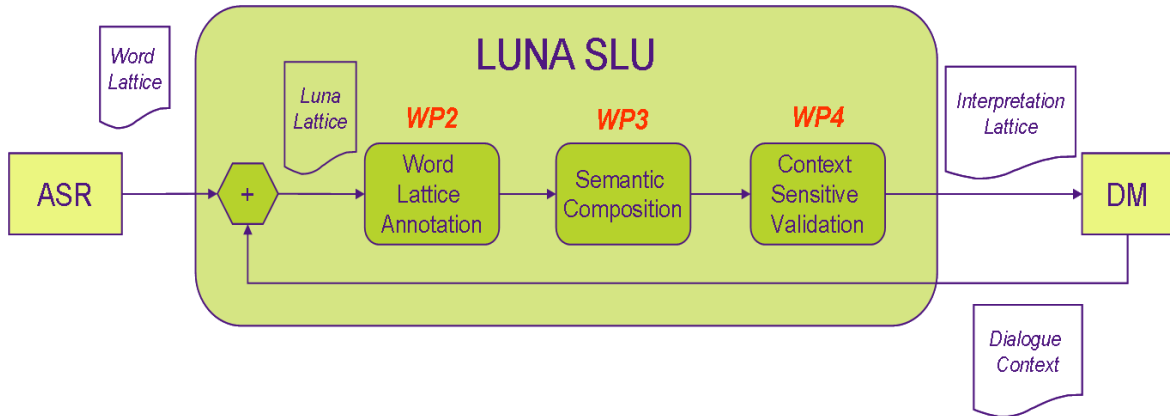 LUNA SLU
Word
Lattice
Luna
Lattice
WP2
WP3
WP4
Interpretation
Lattice
ASR
+
Word
Lattice
Annotation
Semantic
Composition
Context
Sensitive
Validation
DM
Dialogue
Context